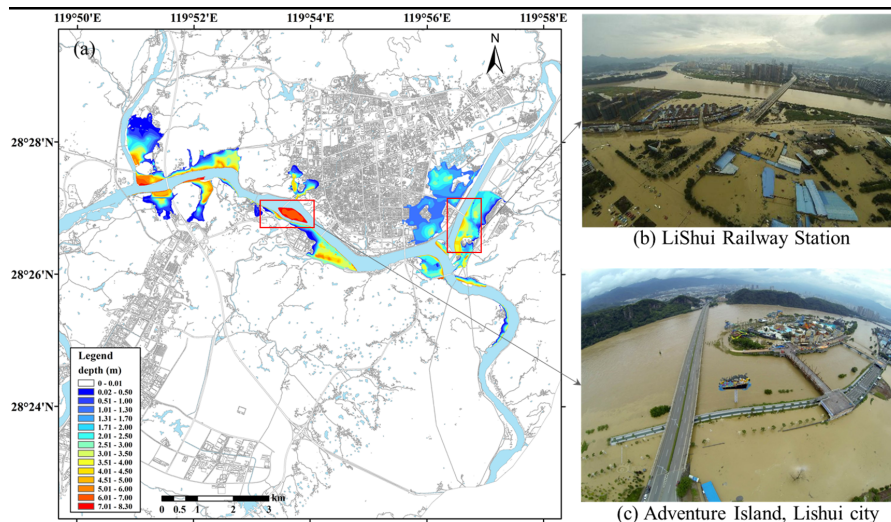 119°50'E 119°52'E 119°54'E 119°56'E 119°58'E
(a)
N
28°28'N
28°26'N
28°24'N
Legend
depth (m)
0 - 0.01
0.02 - 0.50
0.51 - 1.00
1.01 - 1.30
1.31 - 1.70
1.71 - 2.00
2.01 - 2.50
2.51 - 3.00
3.01 - 3.50
3.51 - 4.00
4.01 - 4.50
4.51 - 5.00
5.01 - 6.00
6.01 - 7.00
7.01 - 8.30
km
0 0.5 1 2 3
(b) LiShui Railway Station
(c) Adventure Island, Lishui city